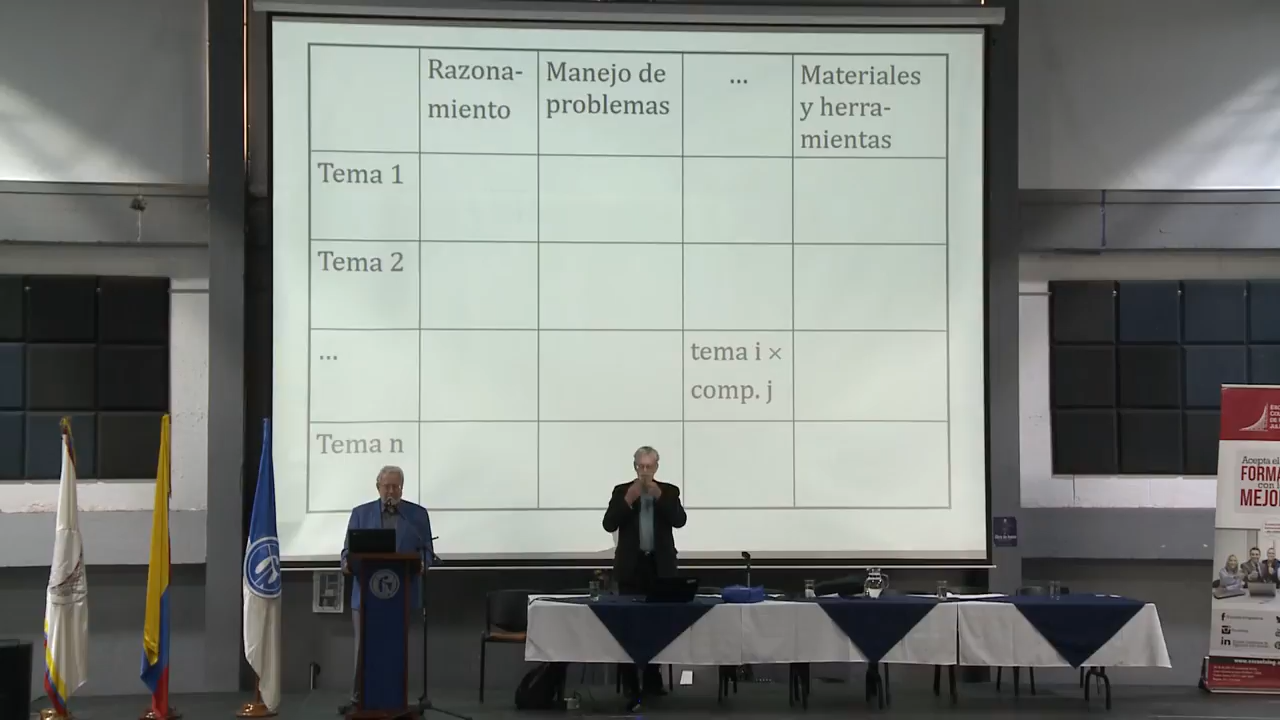 Razona-
miento
Manejo de
problemas
...
Materiales
y herra-
mientas
Tema 1
Tema 2
...
tema i ×
comp. j
Tema n
Acepta el
FORMA
con l
MEJO